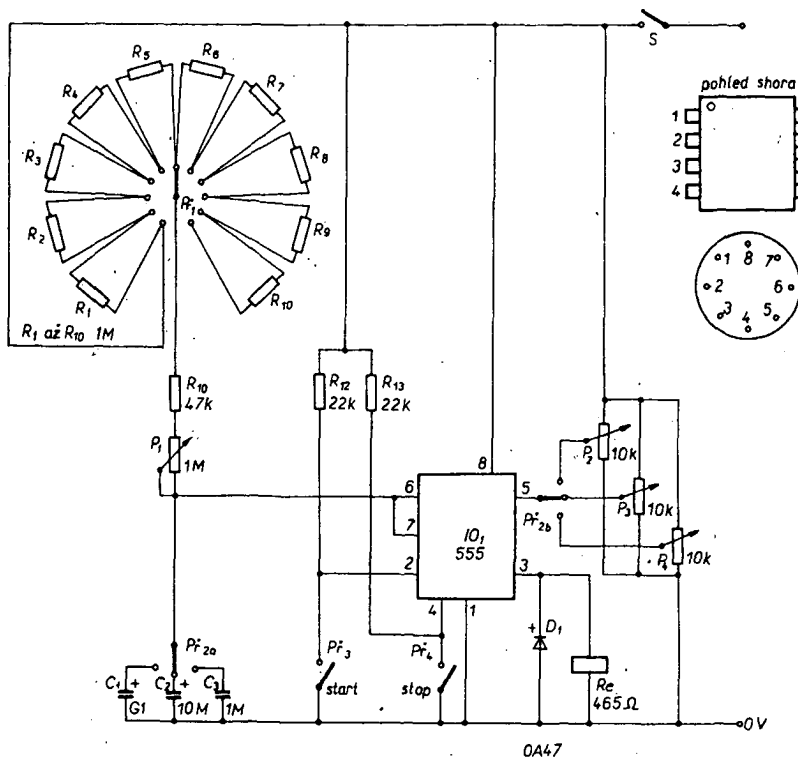 S
R5
R6
R4
R7
R3
R8
Př1
R2
R9
R1
R10
R1 až R10 1M
pohled shora
1
2
3
4
1
8
7
2
6
3
4
5
R10
47k
R12
22k
R13
22k
P1
1M
8
6
5
7
IO1
555
2
3
4
1
Př2b
P2
10k
P3
10k
P4
10k
Př2a
Př3
start
Př4
stop
+
D1
Re
465Ω
C1
+
G1
C2
+
10M
C3
1M
0V
OA47